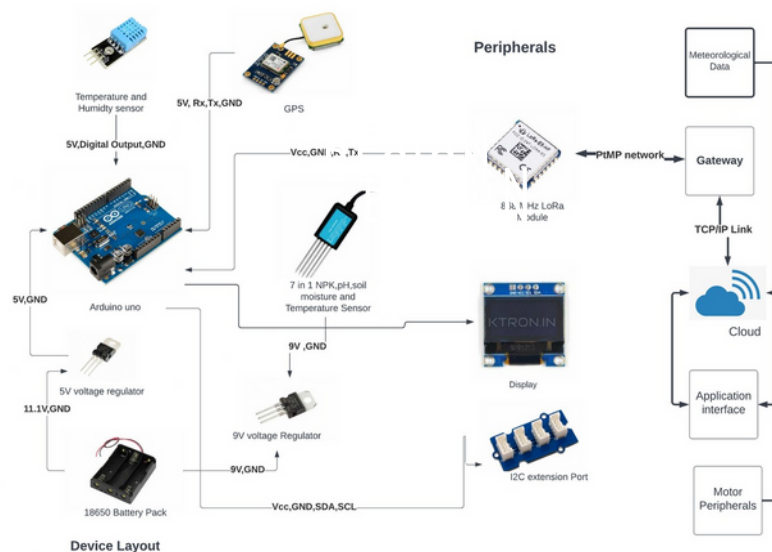 Peripherals
Meteorological
Data
Temperature and
Humidty sensor
GPS
5V, Rx,Tx,GND
5V,Digital Output,GND
PtMP network
Gateway
MHz LoRa
TCP/IP Link
7 in 1 NPK,pH,soil
moisture and
Temperature Sensor
Arduino uno
5V,GND
KTRON.IN
Cloud
9V ,GND
Display
5V voltage regulator
11.1V,GND
Application
interface
9V voltage Regulator
9V,GND
I2C extension Port
18650 Battery Pack
Vcc,GND,SDA,SCL
Motor
Peripherals
Device Layout